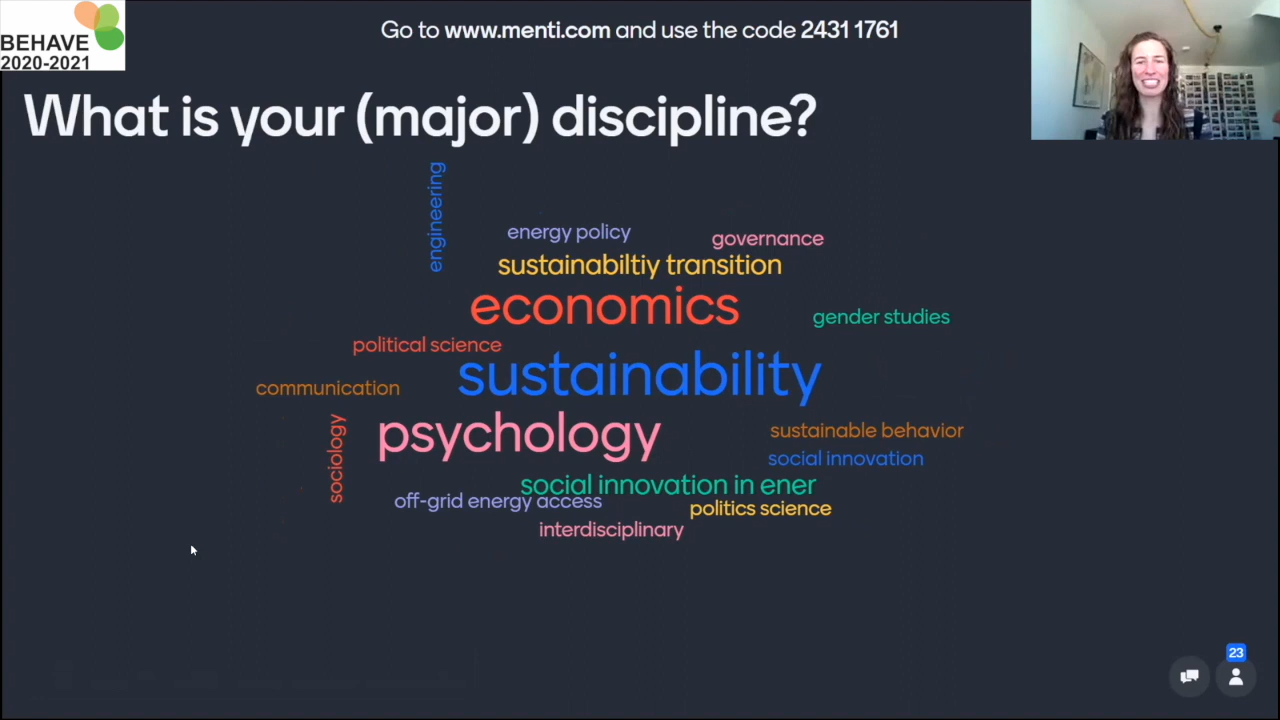 BEHAVE
2020-2021
Go to www.menti.com and use the code 2431 1761
What is your (major) discipline?
engineering
energy policy
governance
sustainabiltiy transition
economics
gender studies
political science
sustainability
communication
sociology
psychology
sustainable behavior
social innovation
social innovation in ener
off-grid energy access
politics science
interdisciplinary
23